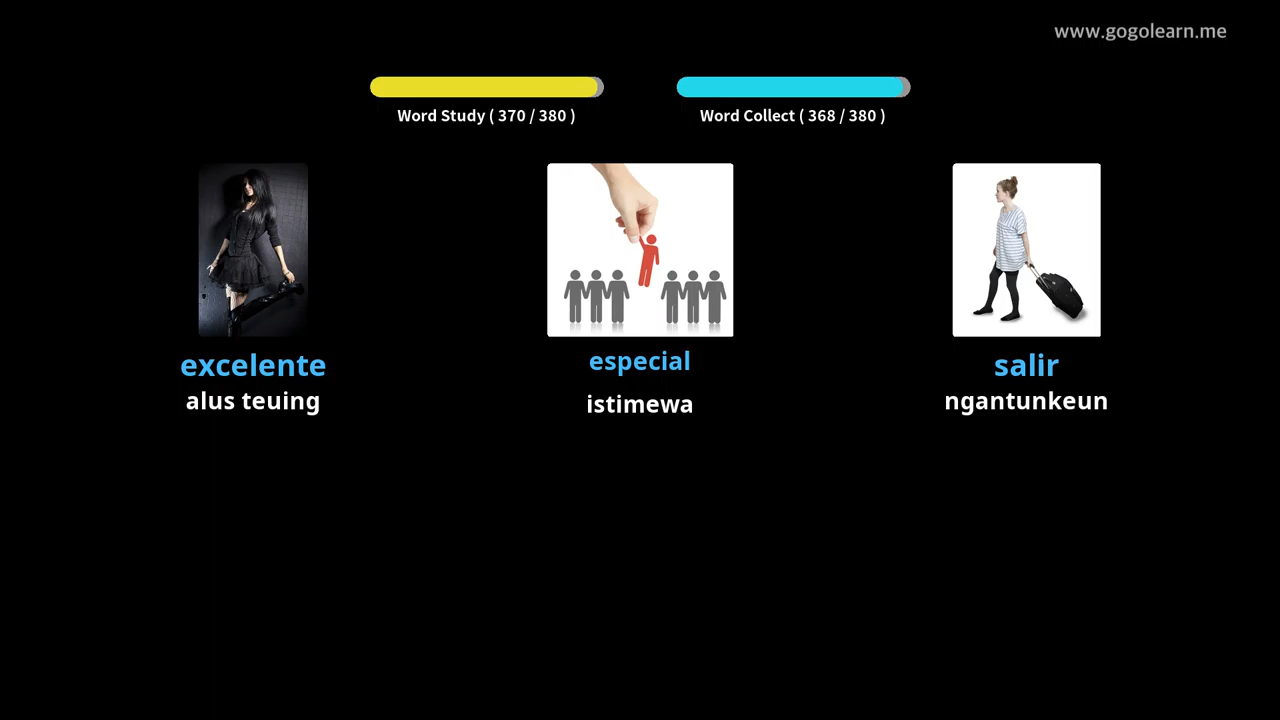 www.gogolearn.me
Word Study ( 370 / 380 )
Word Collect ( 368 / 380 )
excelente
alus teuing
especial
istimewa
salir
ngantunkeun